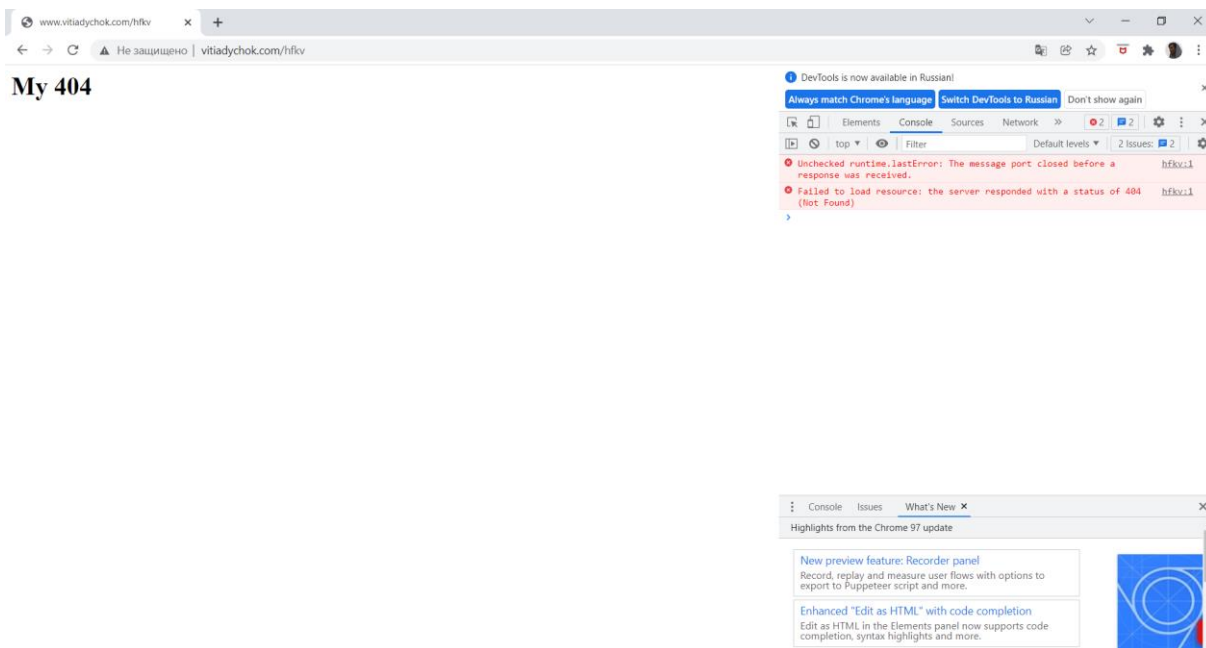 www.vitiadychok.com/hfkv
Не защищено | vitiadychok.com/hfkv
My 404
DevTools is now available in Russian!
Always match Chrome's language Switch DevTools to Russian Don't show again
Elements Console Sources Network 2 2
top Filter Default levels 2 Issues: 2
Unchecked runtime.lastError: The message port closed before a hfkv:1
response was received.
Failed to load resource: the server responded with a status of 404 hfkv:1
(Not Found)
Console Issues What's New
Highlights from the Chrome 97 update
New preview feature: Recorder panel
Record, replay and measure user flows with options to
export to Puppeteer script and more.
Enhanced "Edit as HTML" with code completion
Edit as HTML in the Elements panel now supports code
completion, syntax highlights and more.